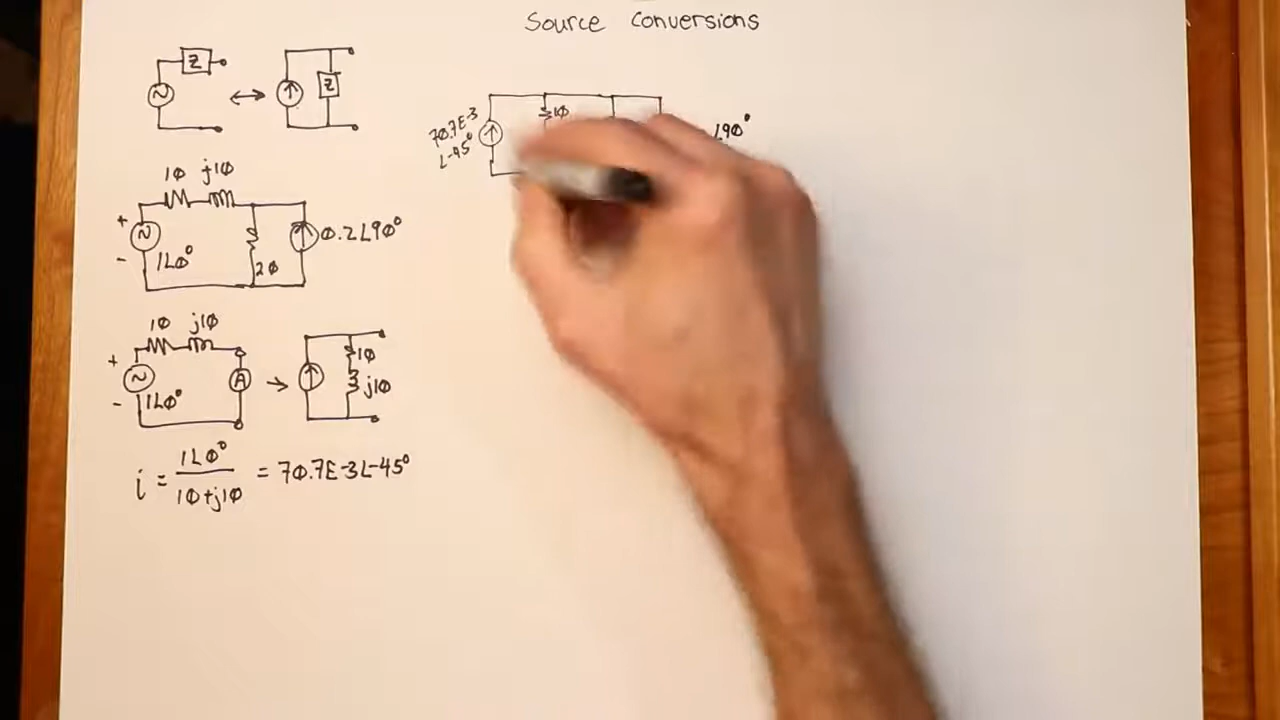 Source Conversions
Z
Z
10 j10
+
-
1∠0°
20
0.2∠90°
10 j10
+
-
1∠0°
A
10
j10
i = 1∠0° / 10+j10 = 70.7E-3∠-45°
70.7E-3
∠-45°
10
∠90°